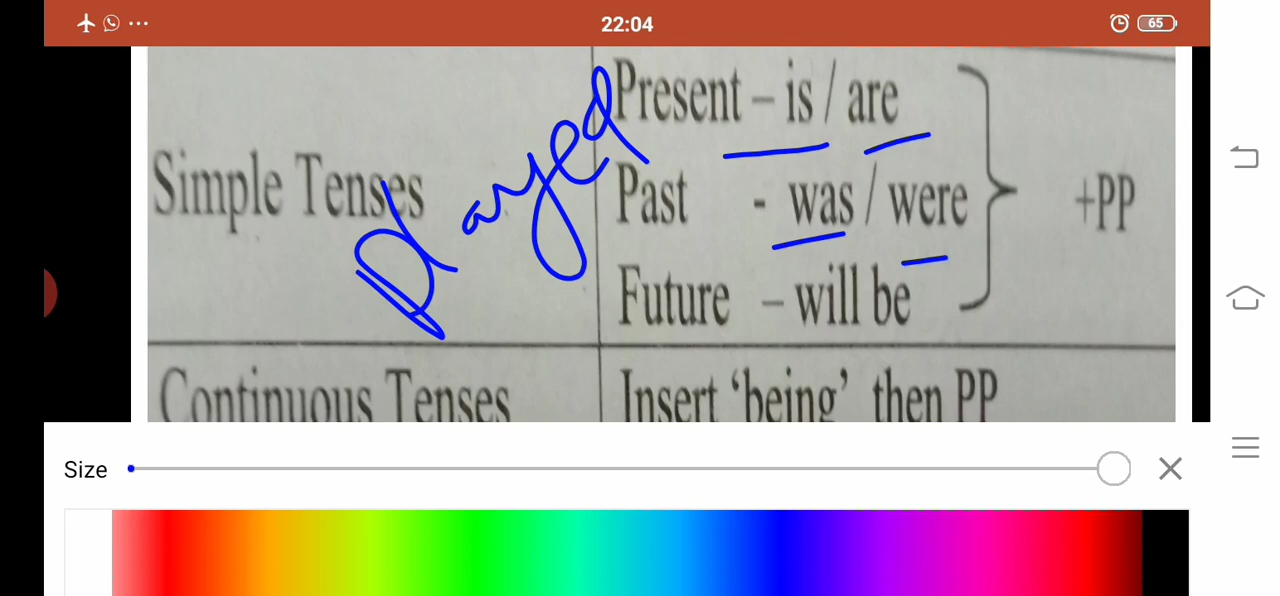 22:04
65
Present – is / are
Simple Tenses
Past - was / were
+PP
Future – will be
Continuous Tenses
Insert ‘being’ then PP
Size